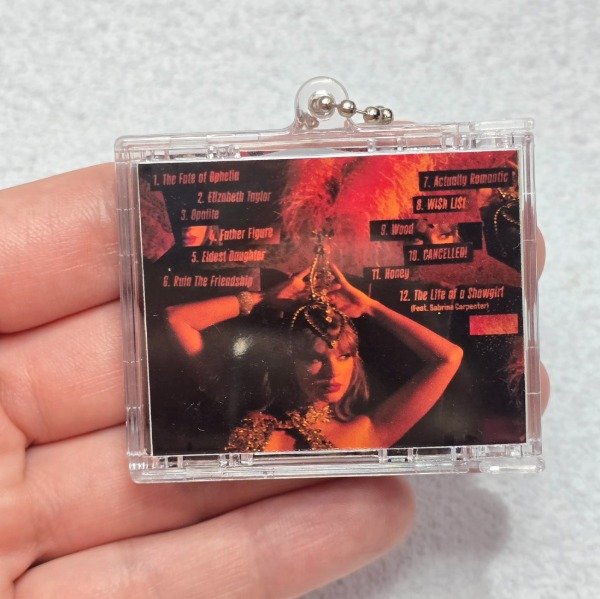 1. The Fate of Ophelia
2. Elizabeth Taylor
3. Opalite
4. Father Figure
5. Eldest Daughter
6. Ruin The Friendship
7. Actually Romantic
8. Wi$h Li$t
9. Wood
10. CANCELLED!
11. Honey
12. The Life of a Showgirl
(Feat. Sabrina Carpenter)